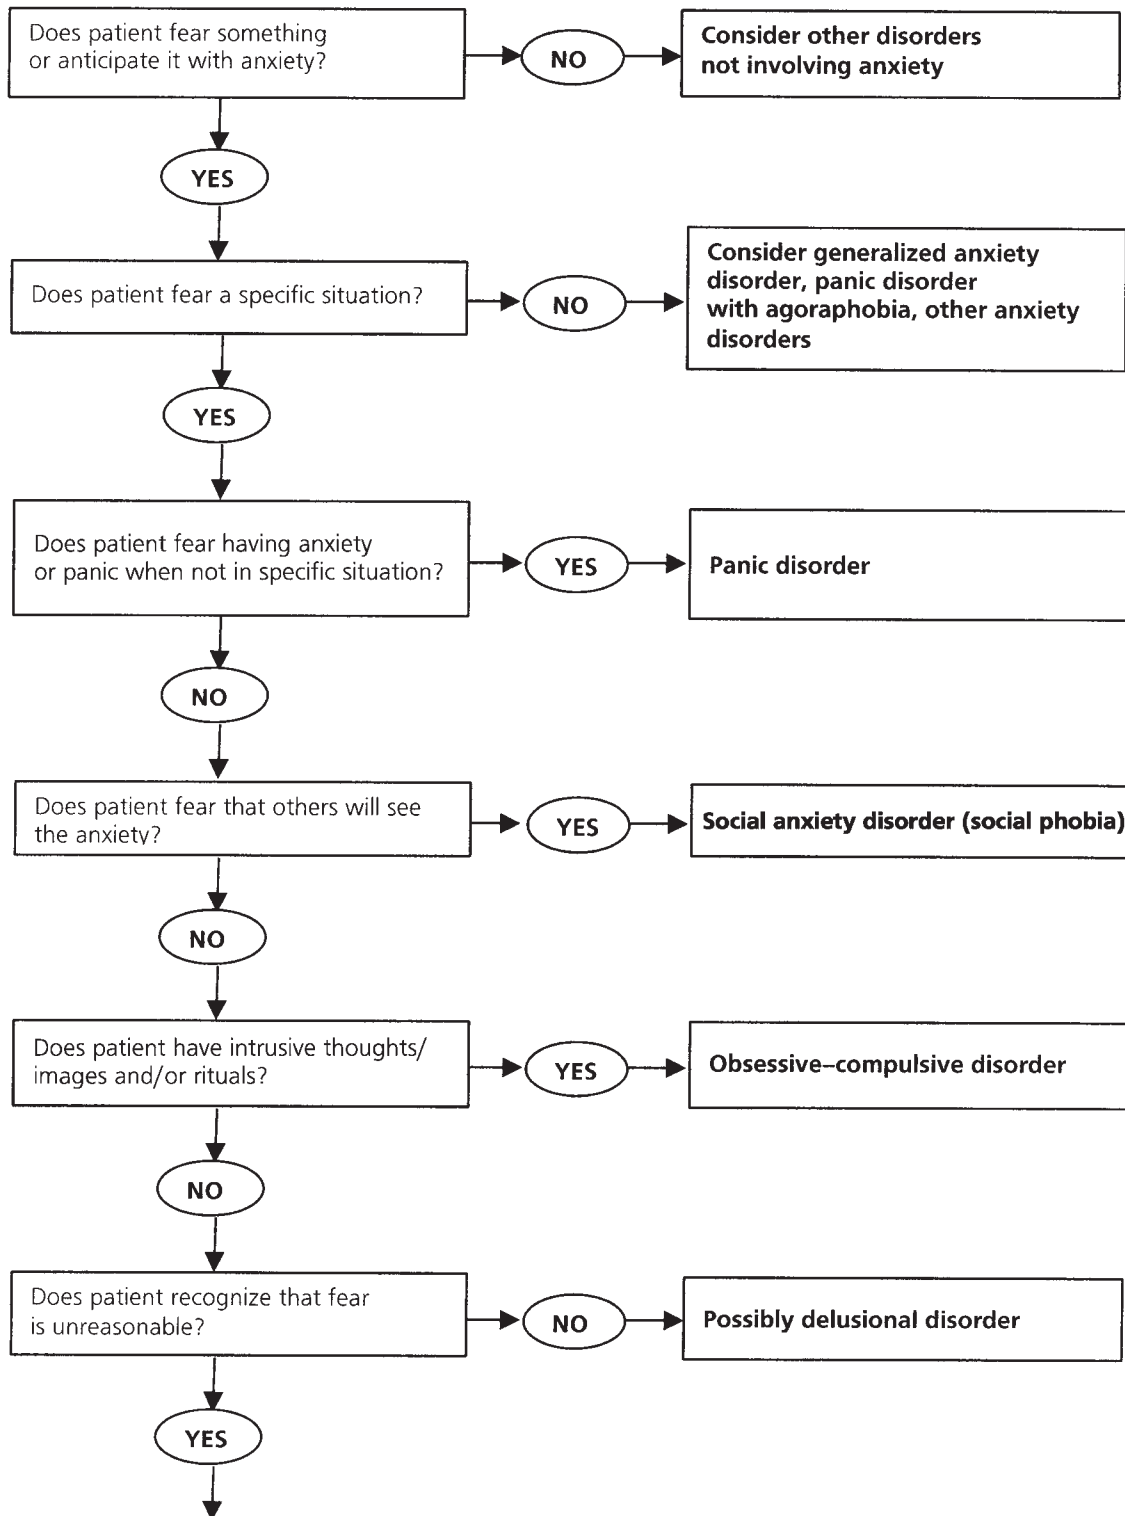 Does patient fear something
or anticipate it with anxiety?
NO
Consider other disorders
not involving anxiety
YES
Does patient fear a specific situation?
NO
Consider generalized anxiety
disorder, panic disorder
with agoraphobia, other anxiety
disorders
YES
Does patient fear having anxiety
or panic when not in specific situation?
YES
Panic disorder
NO
Does patient fear that others will see
the anxiety?
YES
Social anxiety disorder (social phobia)
NO
Does patient have intrusive thoughts/
images and/or rituals?
YES
Obsessive–compulsive disorder
NO
Does patient recognize that fear
is unreasonable?
NO
Possibly delusional disorder
YES